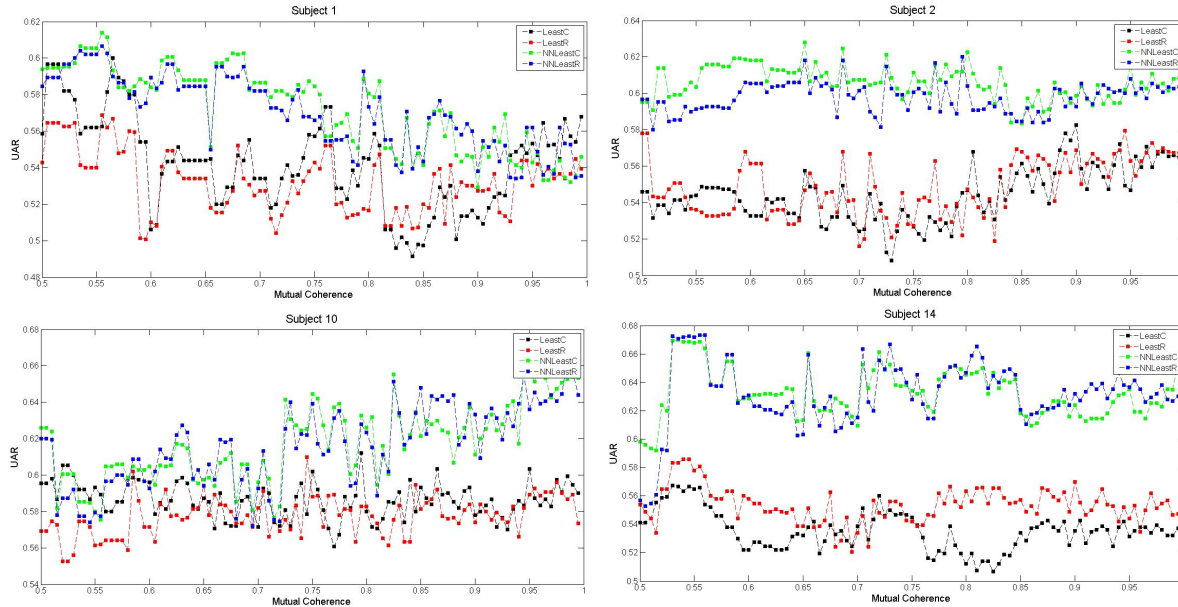 Subject 1
0.62
0.6
0.58
0.56
0.54
0.52
0.5
0.48
UAR
LeastC
LeastR
NNLeastC
NNLeastR
0.5 0.55 0.6 0.65 0.7 0.75 0.8 0.85 0.9 0.95 1
Mutual Coherence
Subject 2
0.64
0.62
0.6
0.58
0.56
0.54
0.52
0.5
UAR
LeastC
LeastR
NNLeastC
NNLeastR
0.5 0.55 0.6 0.65 0.7 0.75 0.8 0.85 0.9 0.95
Mutual Coherence
Subject 10
0.68
0.66
0.64
0.62
0.6
0.58
0.56
0.54
UAR
LeastC
LeastR
NNLeastC
NNLeastR
0.5 0.55 0.6 0.65 0.7 0.75 0.8 0.85 0.9 0.95 1
Mutual Coherence
Subject 14
0.68
0.66
0.64
0.62
0.6
0.58
0.56
0.54
0.52
0.5
UAR
LeastC
LeastR
NNLeastC
NNLeastR
0.5 0.55 0.6 0.65 0.7 0.75 0.8 0.85 0.9 0.95
Mutual Coherence